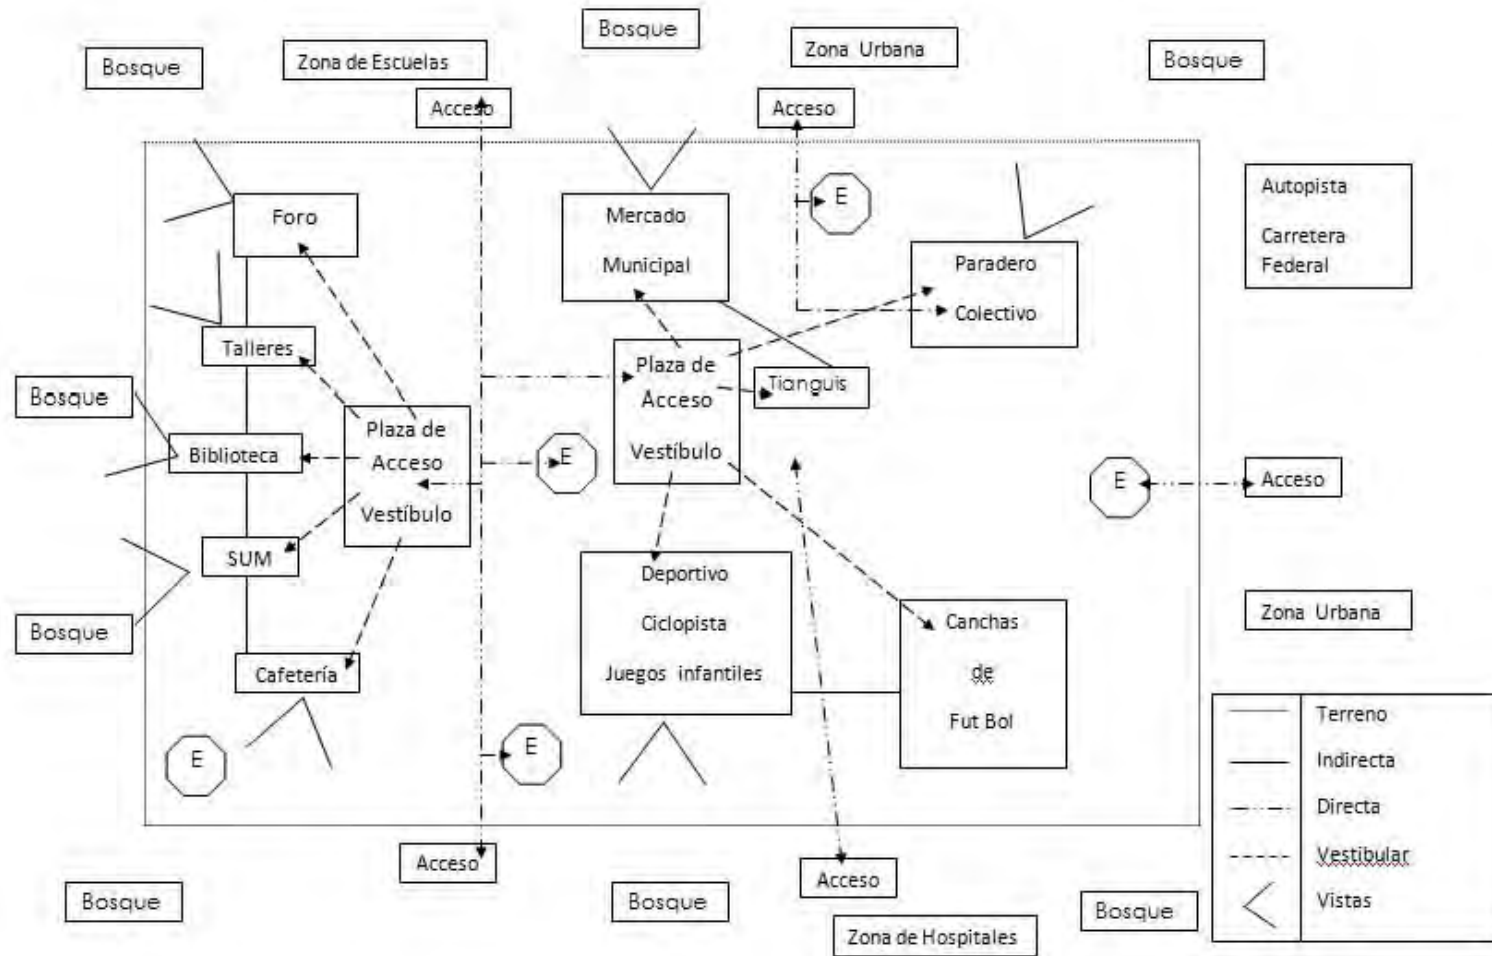 Bosque
Zona de Escuelas
Bosque
Zona Urbana
Bosque
Acceso
Acceso
Foro
Mercado
Municipal
E
Paradero
Colectivo
Autopista
Carretera
Federal
Talleres
Plaza de
Acceso
Vestíbulo
Tianguis
Bosque
Biblioteca
Plaza de
Acceso
Vestíbulo
E
E
Acceso
SUM
Deportivo
Ciclopista
Juegos infantiles
Canchas
de
Fut Bol
Zona Urbana
Bosque
Cafetería
E
E
Terreno
Indirecta
Directa
Vestibular
Vistas
Acceso
Acceso
Bosque
Bosque
Bosque
Zona de Hospitales